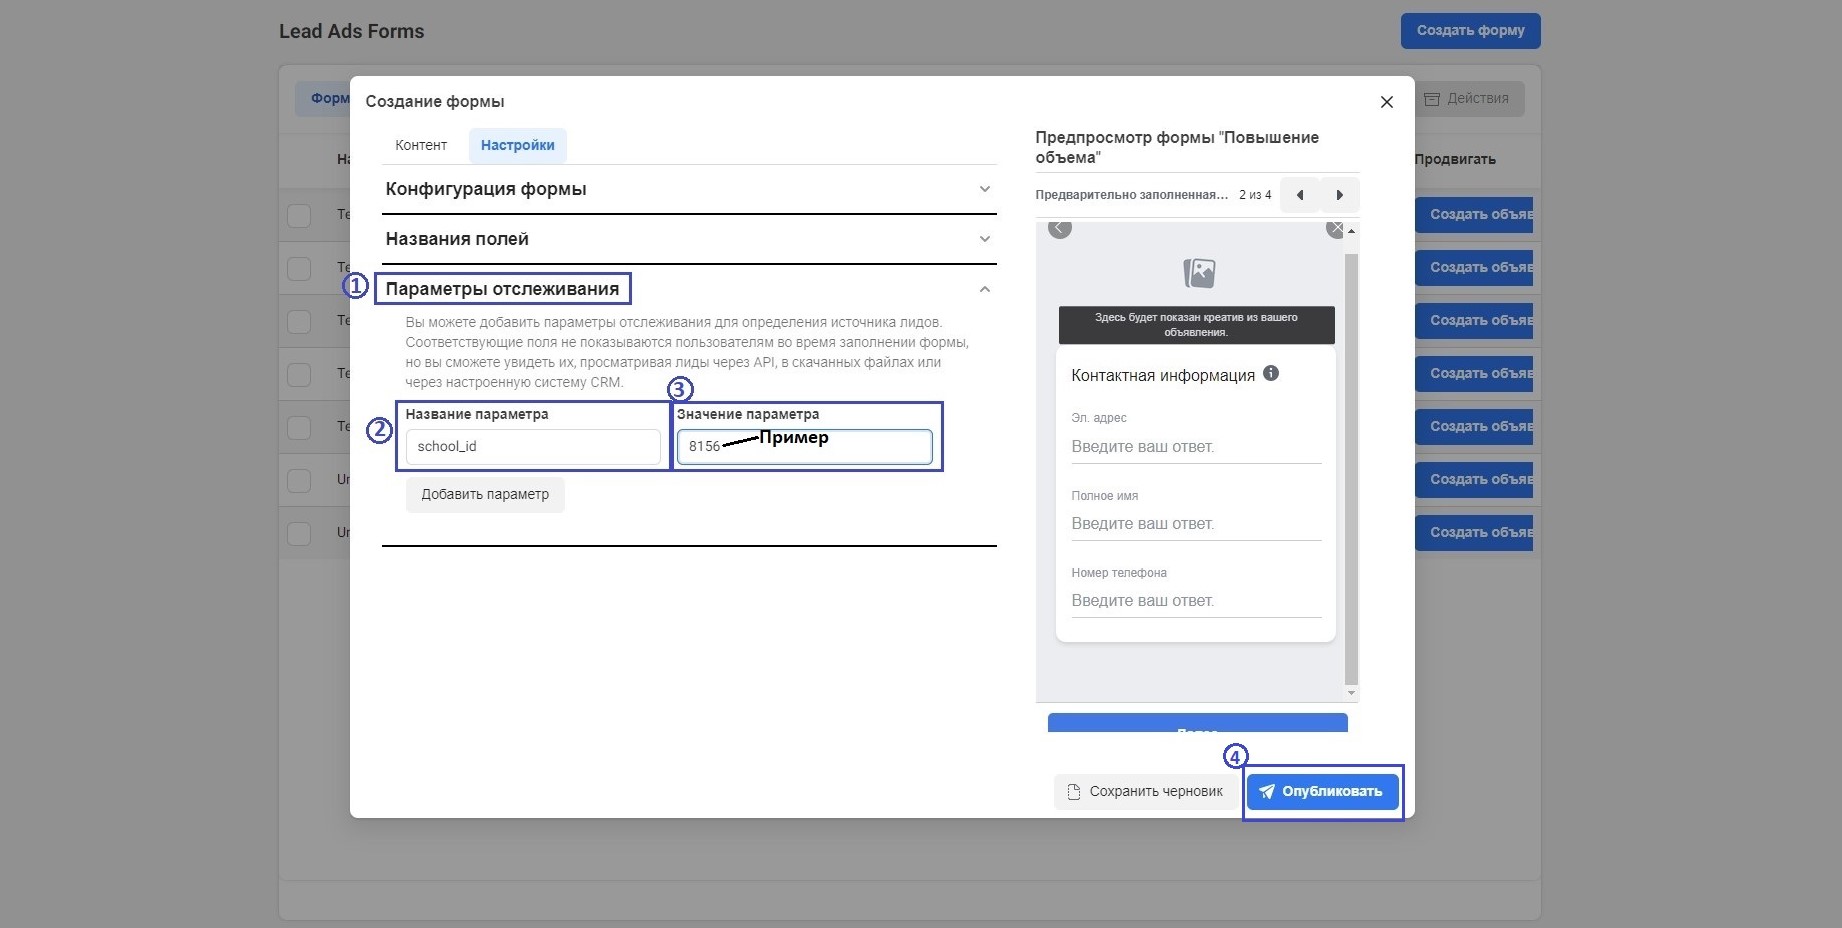 Lead Ads Forms
Создать форму
Форм
Действия
Создание формы
Контент
Настройки
Конфигурация формы
Названия полей
① Параметры отслеживания
Вы можете добавить параметры отслеживания для определения источника лидов.
Соответствующие поля не показываются пользователям во время заполнении формы,
но вы сможете увидеть их, просматривая лиды через API, в скачанных файлах или
через настроенную систему CRM.
② Название параметра
school_id
③
Значение параметра
8156 Пример
Добавить параметр
Предпросмотр формы "Повышение
объема"
Предварительно заполненная... 2 из 4
Здесь будет показан креатив из вашего
объявления.
Контактная информация
Эл. адрес
Введите ваш ответ.
Полное имя
Введите ваш ответ.
Номер телефона
Введите ваш ответ.
④
Сохранить черновик
Опубликовать
На
Те
Те
Те
Те
Те
Un
Un
Продвигать
Создать объяв
Создать объяв
Создать объяв
Создать объяв
Создать объяв
Создать объяв
Создать объяв